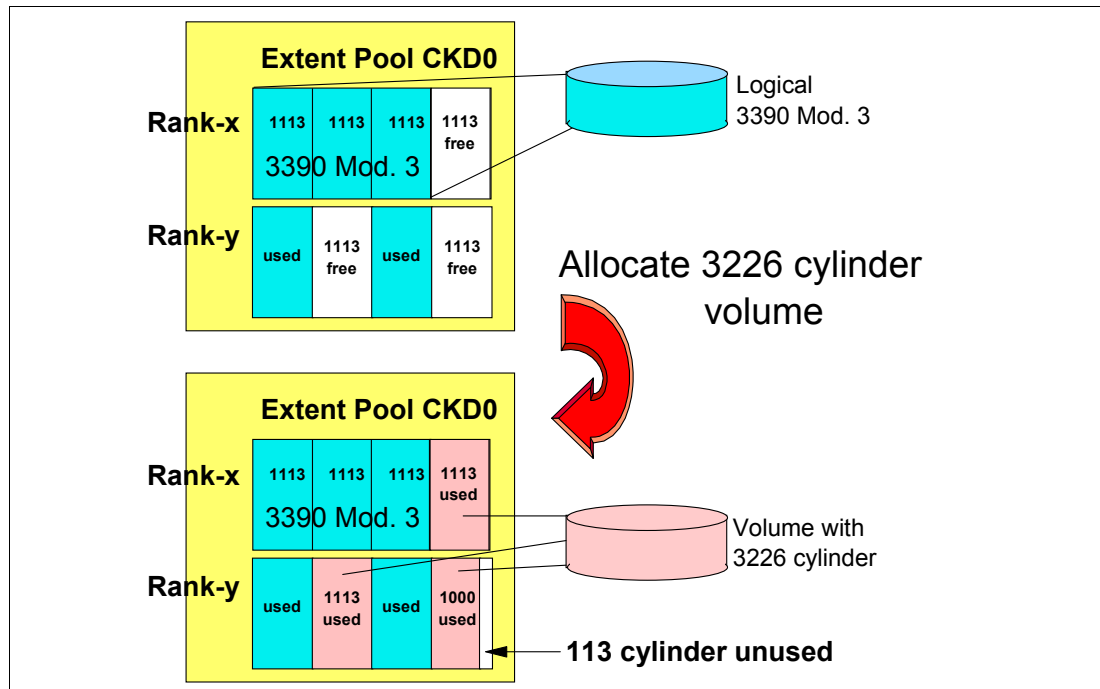 Extent Pool CKD0
Rank-x
1113 1113 1113 1113
free
3390 Mod. 3
Logical
3390 Mod. 3
Rank-y
used 1113 used 1113
free free
Allocate 3226 cylinder
volume
Extent Pool CKD0
Rank-x
1113 1113 1113 1113
used
3390 Mod. 3
Volume with
3226 cylinder
Rank-y
used 1113 used 1000
used used
113 cylinder unused